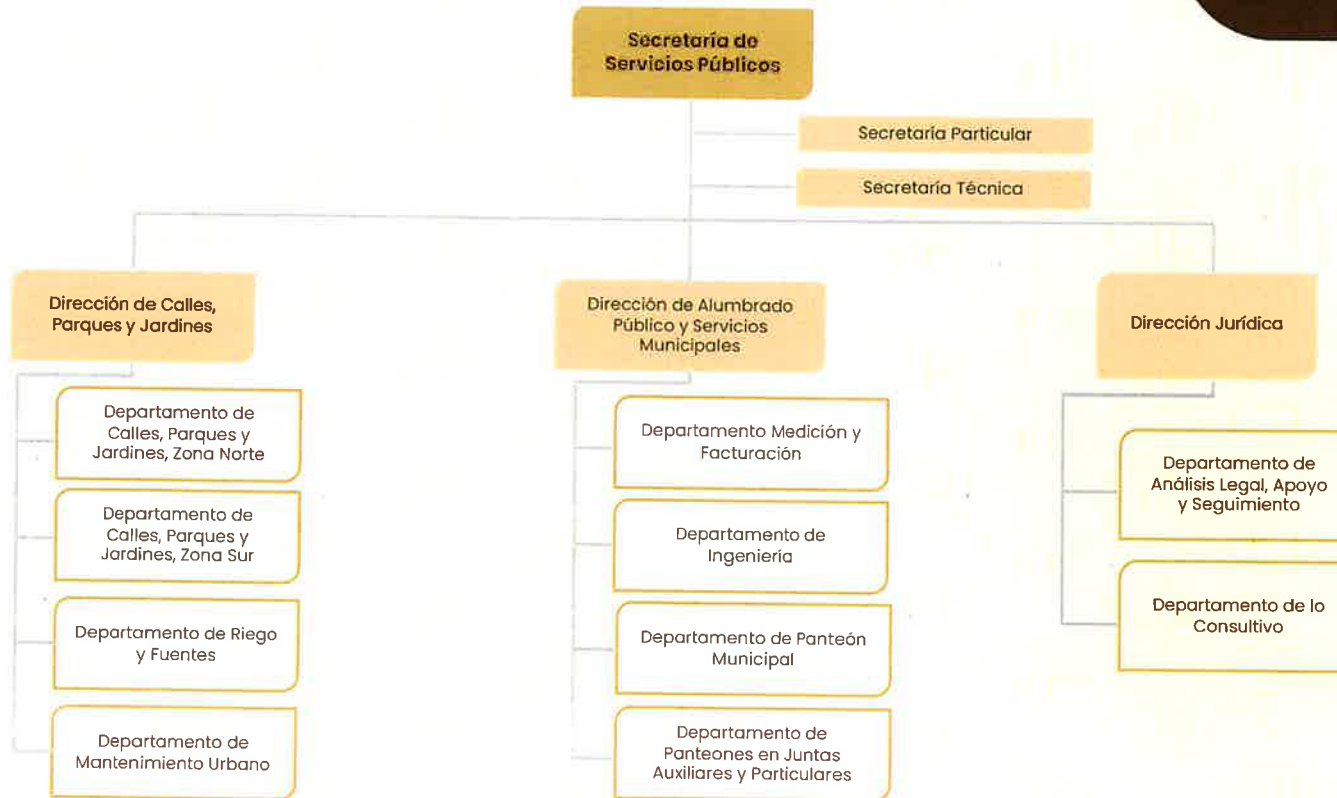 Secretaría de
Servicios Públicos
Secretaría Particular
Secretaría Técnica
Dirección de Calles,
Parques y Jardines
Departamento de
Calles, Parques y
Jardines, Zona Norte
Departamento de
Calles, Parques y
Jardines, Zona Sur
Departamento de Riego
y Fuentes
Departamento de
Mantenimiento Urbano
Dirección de Alumbrado
Público y Servicios
Municipales
Departamento Medición y
Facturación
Departamento de
Ingeniería
Departamento de Panteón
Municipal
Departamento de
Panteones en Juntas
Auxiliares y Particulares
Dirección Jurídica
Departamento de
Análisis Legal, Apoyo
y Seguimiento
Departamento de lo
Consultivo